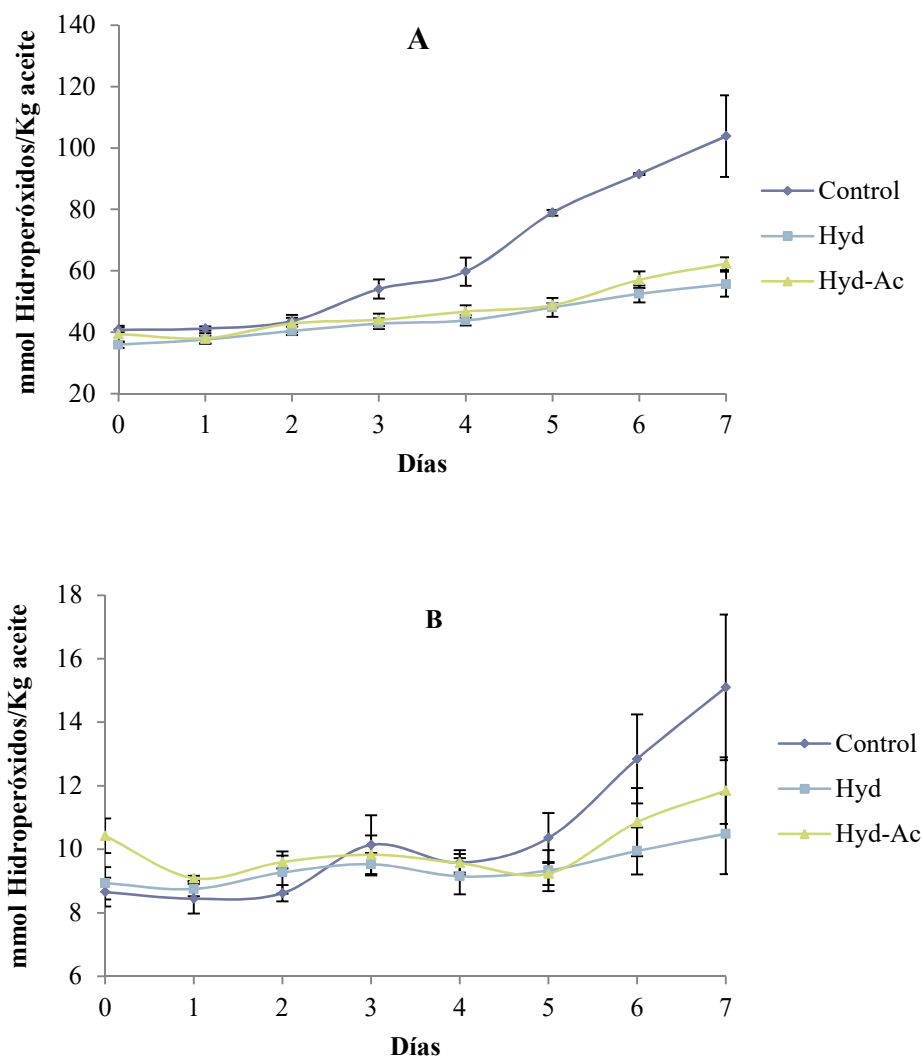 A
mmol Hidroperóxidos/Kg aceite
140
120
100
80
60
40
20
0 1 2 3 4 5 6 7
Días
Control
Hyd
Hyd-Ac
B
mmol Hidroperóxidos/Kg aceite
18
16
14
12
10
8
6
0 1 2 3 4 5 6 7
Días
Control
Hyd
Hyd-Ac